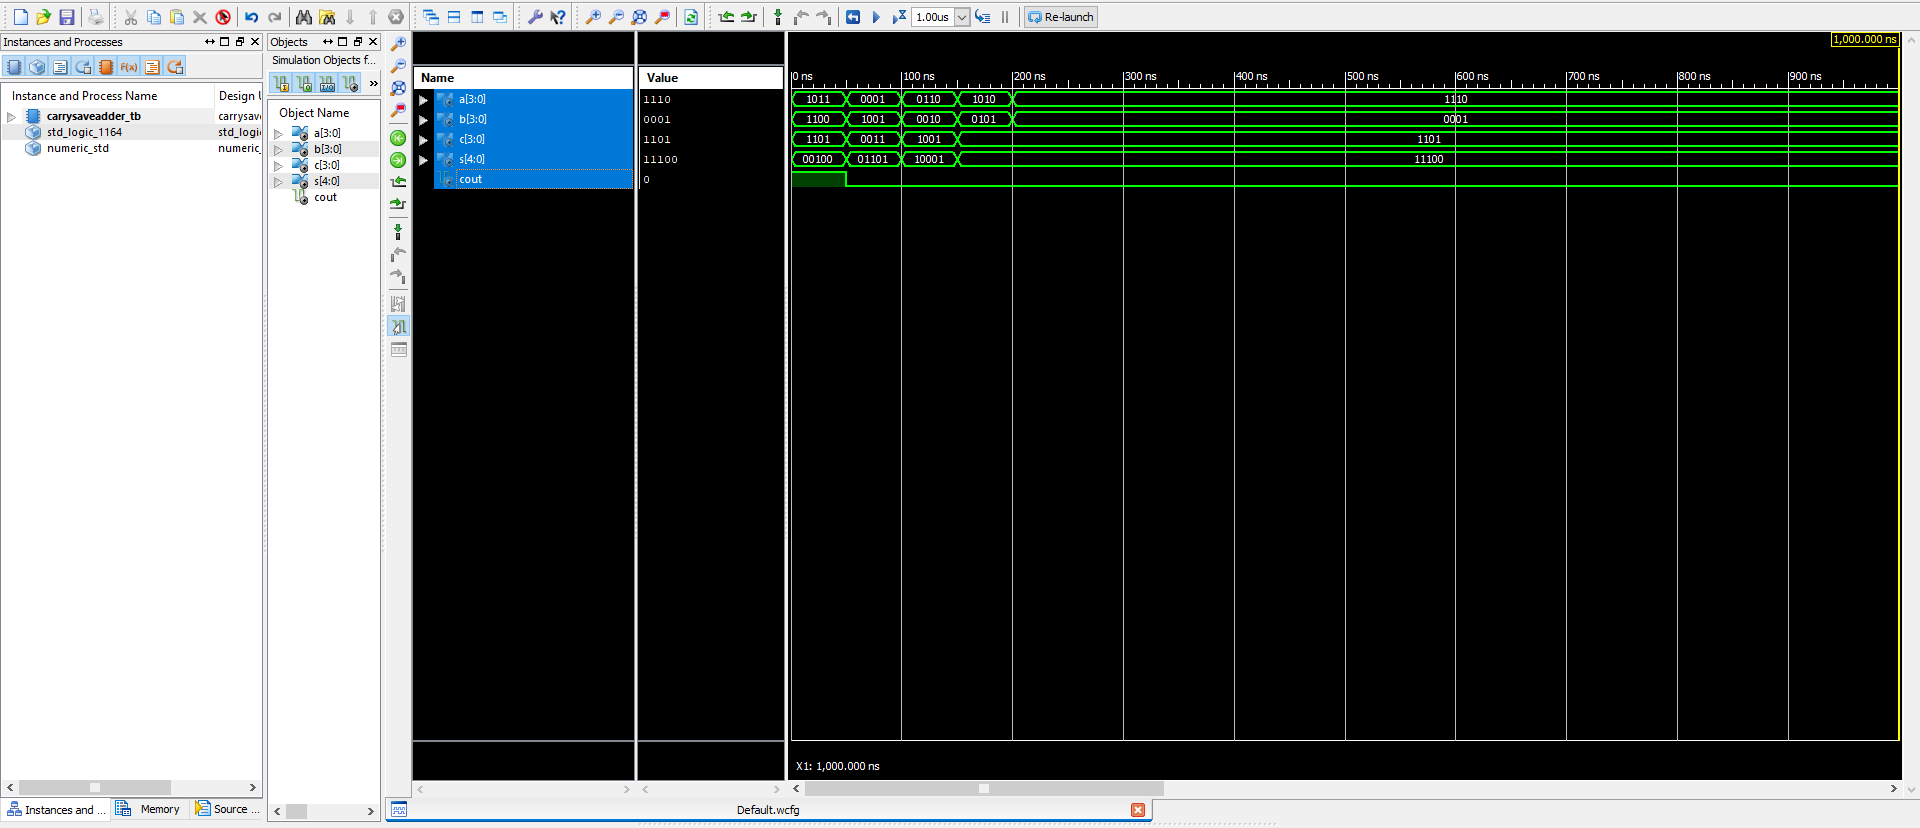 1.00us
Re-launch
Instances and Processes
Instance and Process Name
Design U
carrysaveadder_tb
carrysav
std_logic_1164
std_logic
numeric_std
numeric_
Objects
Simulation Objects f...
Object Name
a[3:0]
b[3:0]
c[3:0]
s[4:0]
cout
Name
Value
a[3:0]
1110
b[3:0]
0001
c[3:0]
1101
s[4:0]
11100
cout
0
1,000.000 ns
0 ns
100 ns
200 ns
300 ns
400 ns
500 ns
600 ns
700 ns
800 ns
900 ns
1011 0001 0110 1010 1110
1100 1001 0010 0101 0001
1101 0011 1001 1101
00100 01101 10001 11100
X1: 1,000.000 ns
Instances and ...
Memory
Source ...
Default.wcfg